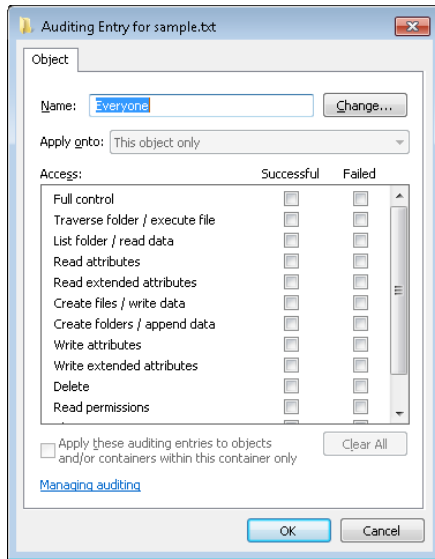 Auditing Entry for sample.txt
Object
Name: Everyone Change...
Apply onto: This object only
Access: Successful Failed
Full control
Traverse folder / execute file
List folder / read data
Read attributes
Read extended attributes
Create files / write data
Create folders / append data
Write attributes
Write extended attributes
Delete
Read permissions
Apply these auditing entries to objects Clear All
and/or containers within this container only
Managing auditing
OK Cancel